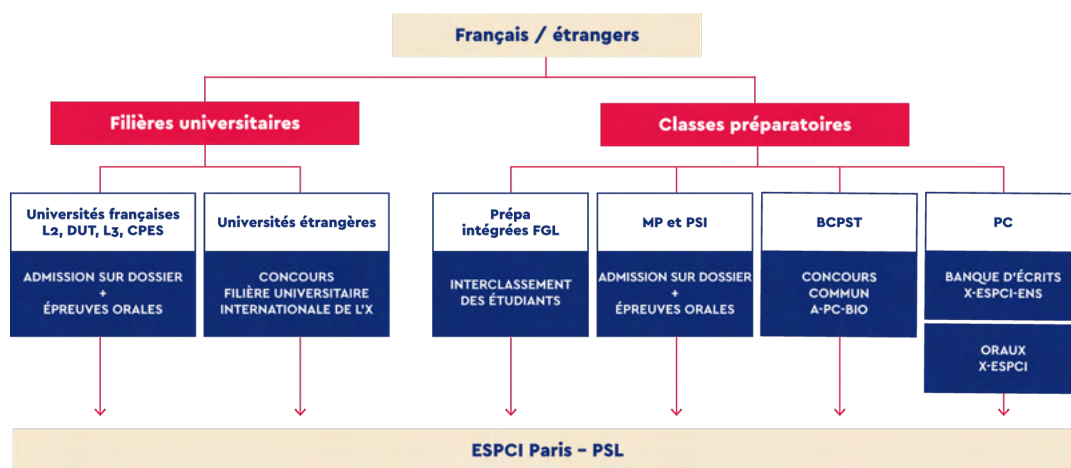 Français / étrangers
Filières universitaires
Classes préparatoires
Universités françaises
L2, DUT, L3, CPES
ADMISSION SUR DOSSIER
+
ÉPREUVES ORALES
Universités étrangères
CONCOURS
FILIÈRE UNIVERSITAIRE
INTERNATIONALE DE L'X
Prépa
intégrées FGL
INTERCLASSEMENT
DES ÉTUDIANTS
MP et PSI
ADMISSION SUR DOSSIER
+
ÉPREUVES ORALES
BCPST
CONCOURS
COMMUN
A-PC-BIO
PC
BANQUE D'ÉCRITS
X-ESPCI-ENS
ORAUX
X-ESPCI
ESPCI Paris – PSL